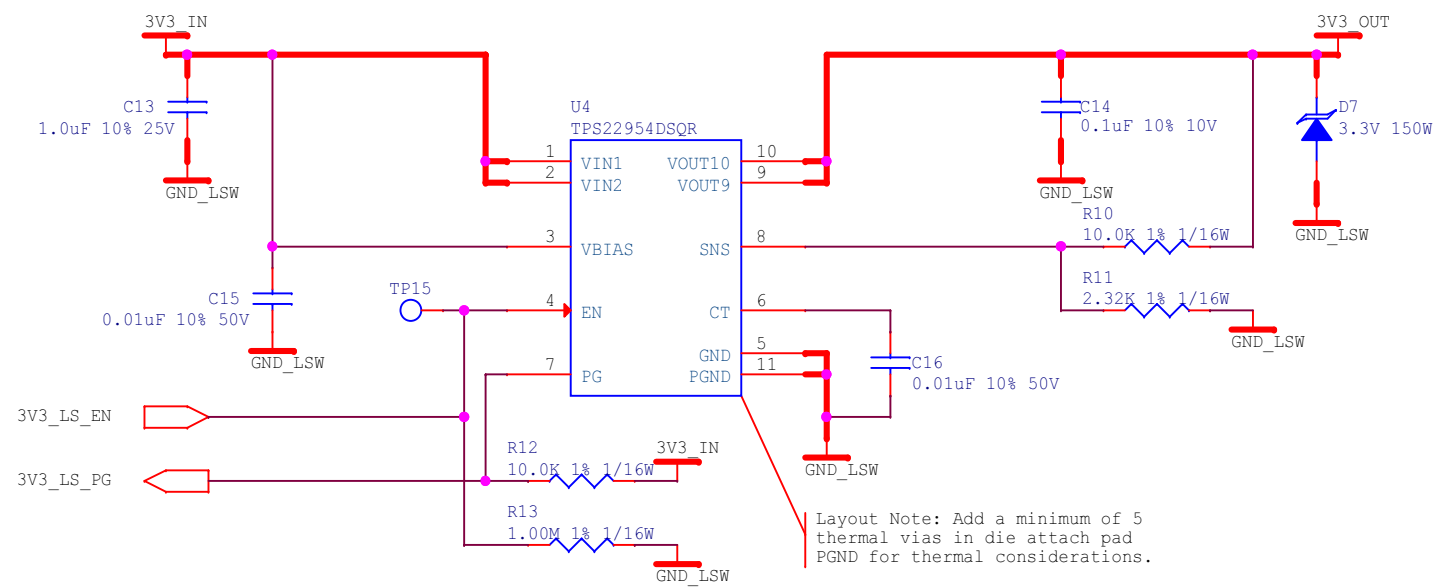 3V3_IN
3V3_OUT
C13
1.0uF 10% 25V
GND_LSW
U4
TPS22954DSQR
C14
0.1uF 10% 10V
GND_LSW
D7
3.3V 150W
GND_LSW
1 VIN1 VOUT10 10
2 VIN2 VOUT9 9
3 VBIAS SNS 8
4 EN CT 6
GND 5
7 PG PGND 11
R10
10.0K 1% 1/16W
R11
2.32K 1% 1/16W
GND_LSW
TP15
C15
0.01uF 10% 50V
GND_LSW
C16
0.01uF 10% 50V
3V3_LS_EN
3V3_LS_PG
R12
10.0K 1% 1/16W
3V3_IN
GND_LSW
R13
1.00M 1% 1/16W
GND_LSW
Layout Note: Add a minimum of 5
thermal vias in die attach pad
PGND for thermal considerations.